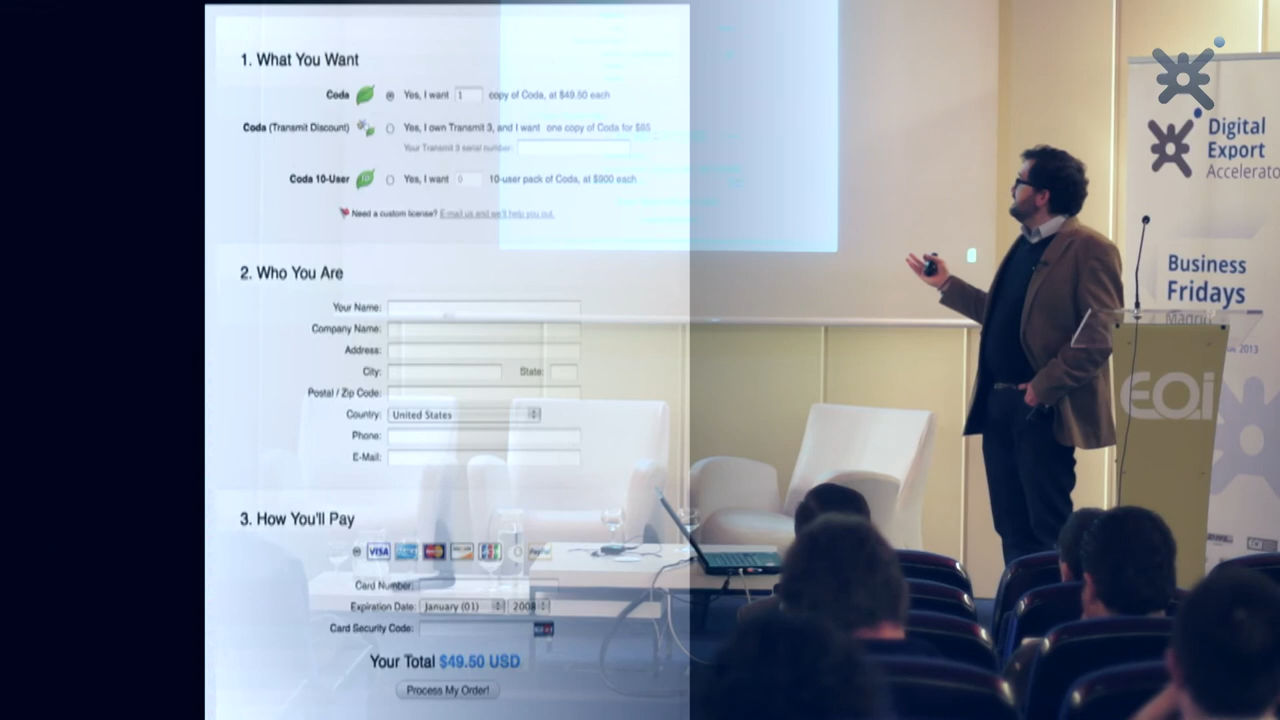 1. What You Want
Coda Yes, I want 1 copy of Coda, at $49.50 each
Coda (Transmit Discount) Yes, I own Transmit 3, and I want one copy of Coda for $65
Your Transmit 3 serial number:
Coda 10-User Yes, I want 0 10-user pack of Coda, at $900 each
Need a custom license? E-mail us and we'll help you out.
2. Who You Are
Your Name:
Company Name:
Address:
City: State:
Postal / Zip Code:
Country: United States
Phone:
E-Mail:
3. How You'll Pay
VISA PayPal
Card Number:
Expiration Date: January (01) 2008
Card Security Code:
Your Total $49.50 USD
Process My Order!
Digital
Export
Accelerato
Business
Fridays
Madrid
2013
EOi